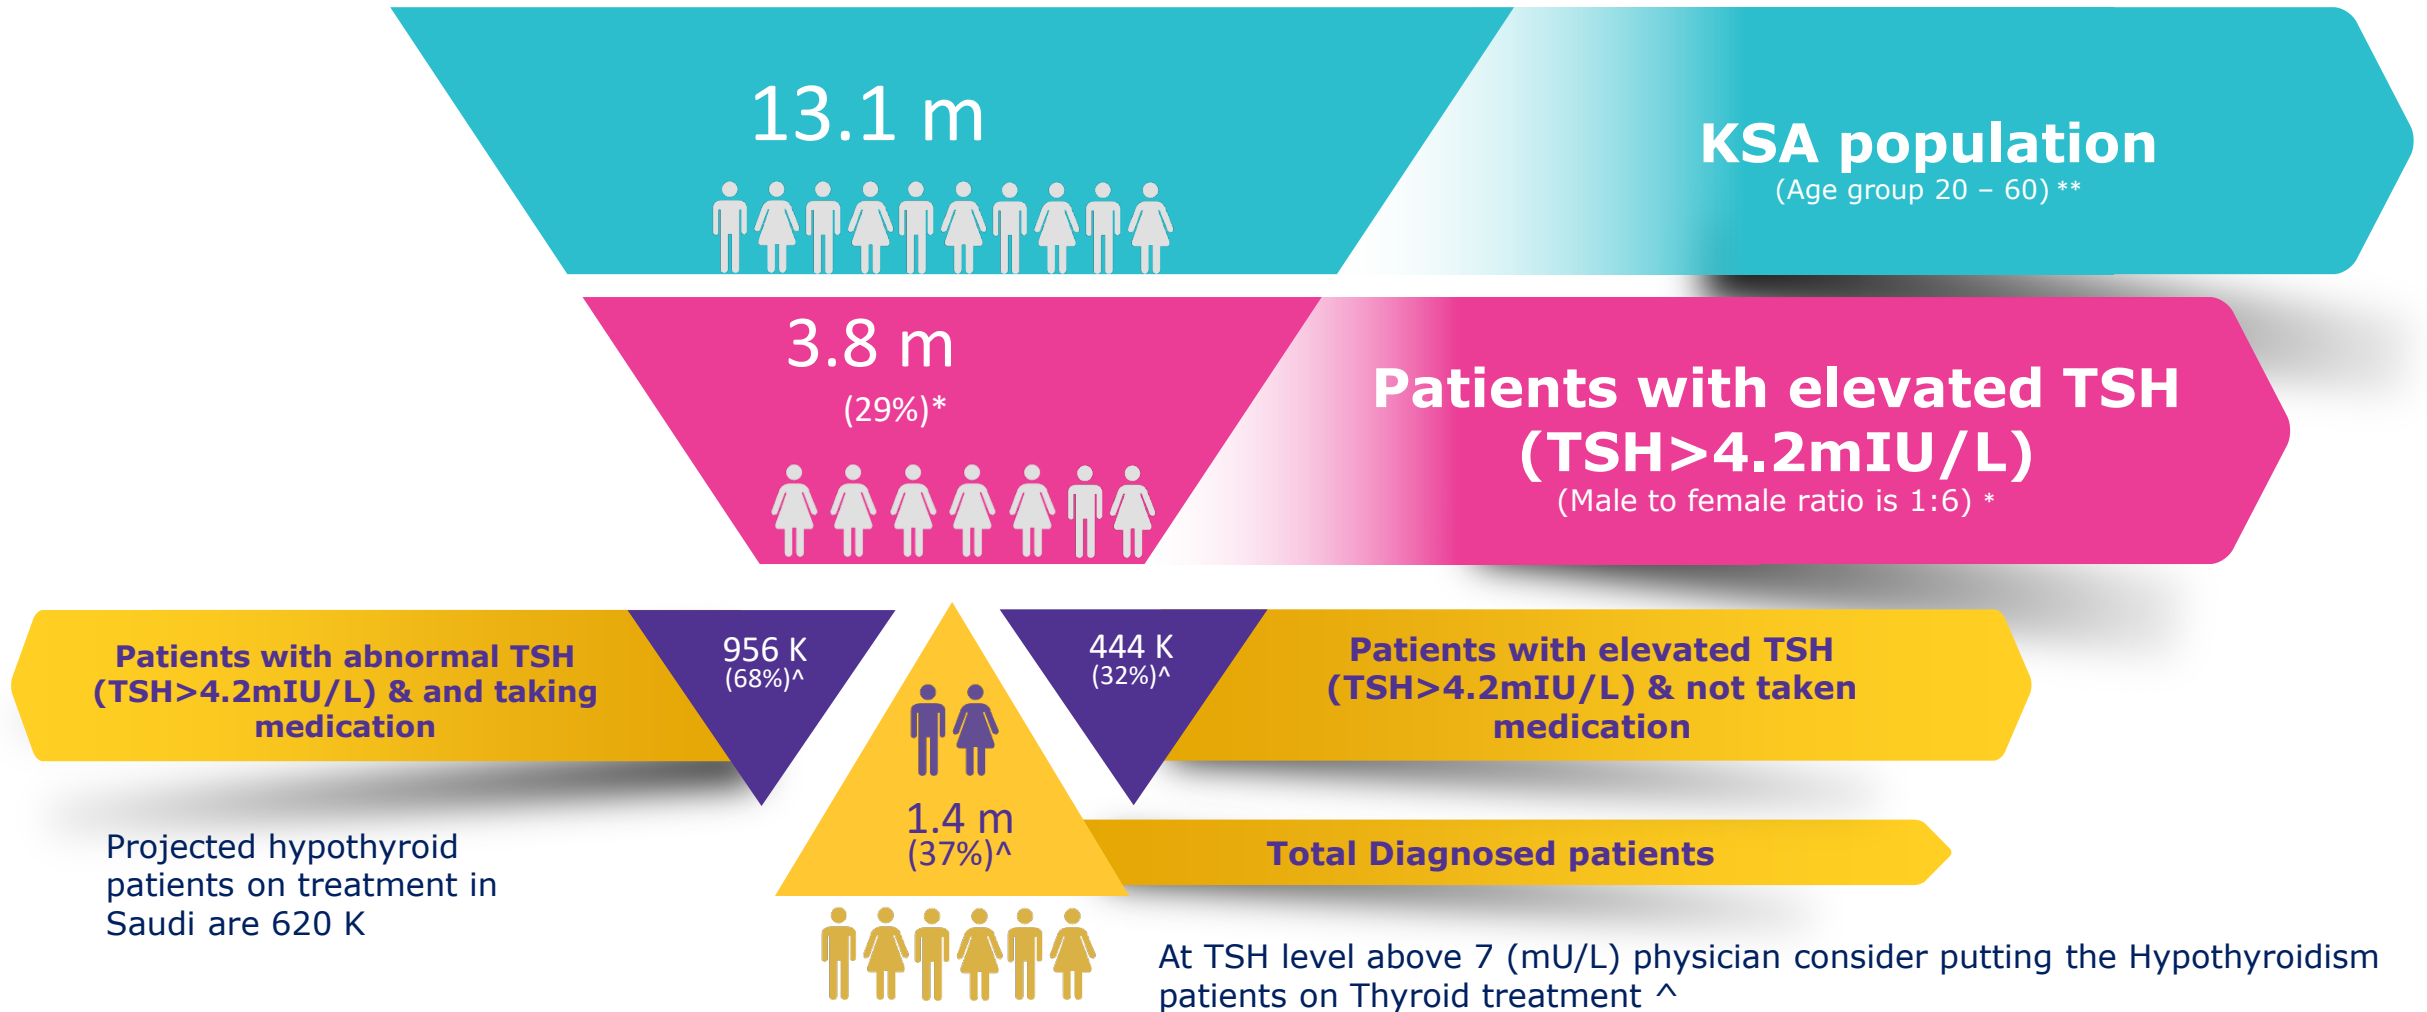 13.1 m
KSA population
(Age group 20 – 60) **
3.8 m
(29%)*
Patients with elevated TSH
(TSH>4.2mIU/L)
(Male to female ratio is 1:6) *
Patients with abnormal TSH
(TSH>4.2mIU/L) & and taking
medication
956 K
(68%)^
444 K
(32%)^
Patients with elevated TSH
(TSH>4.2mIU/L) & not taken
medication
1.4 m
(37%)^
Total Diagnosed patients
Projected hypothyroid
patients on treatment in
Saudi are 620 K
At TSH level above 7 (mU/L) physician consider putting the Hypothyroidism
patients on Thyroid treatment ^